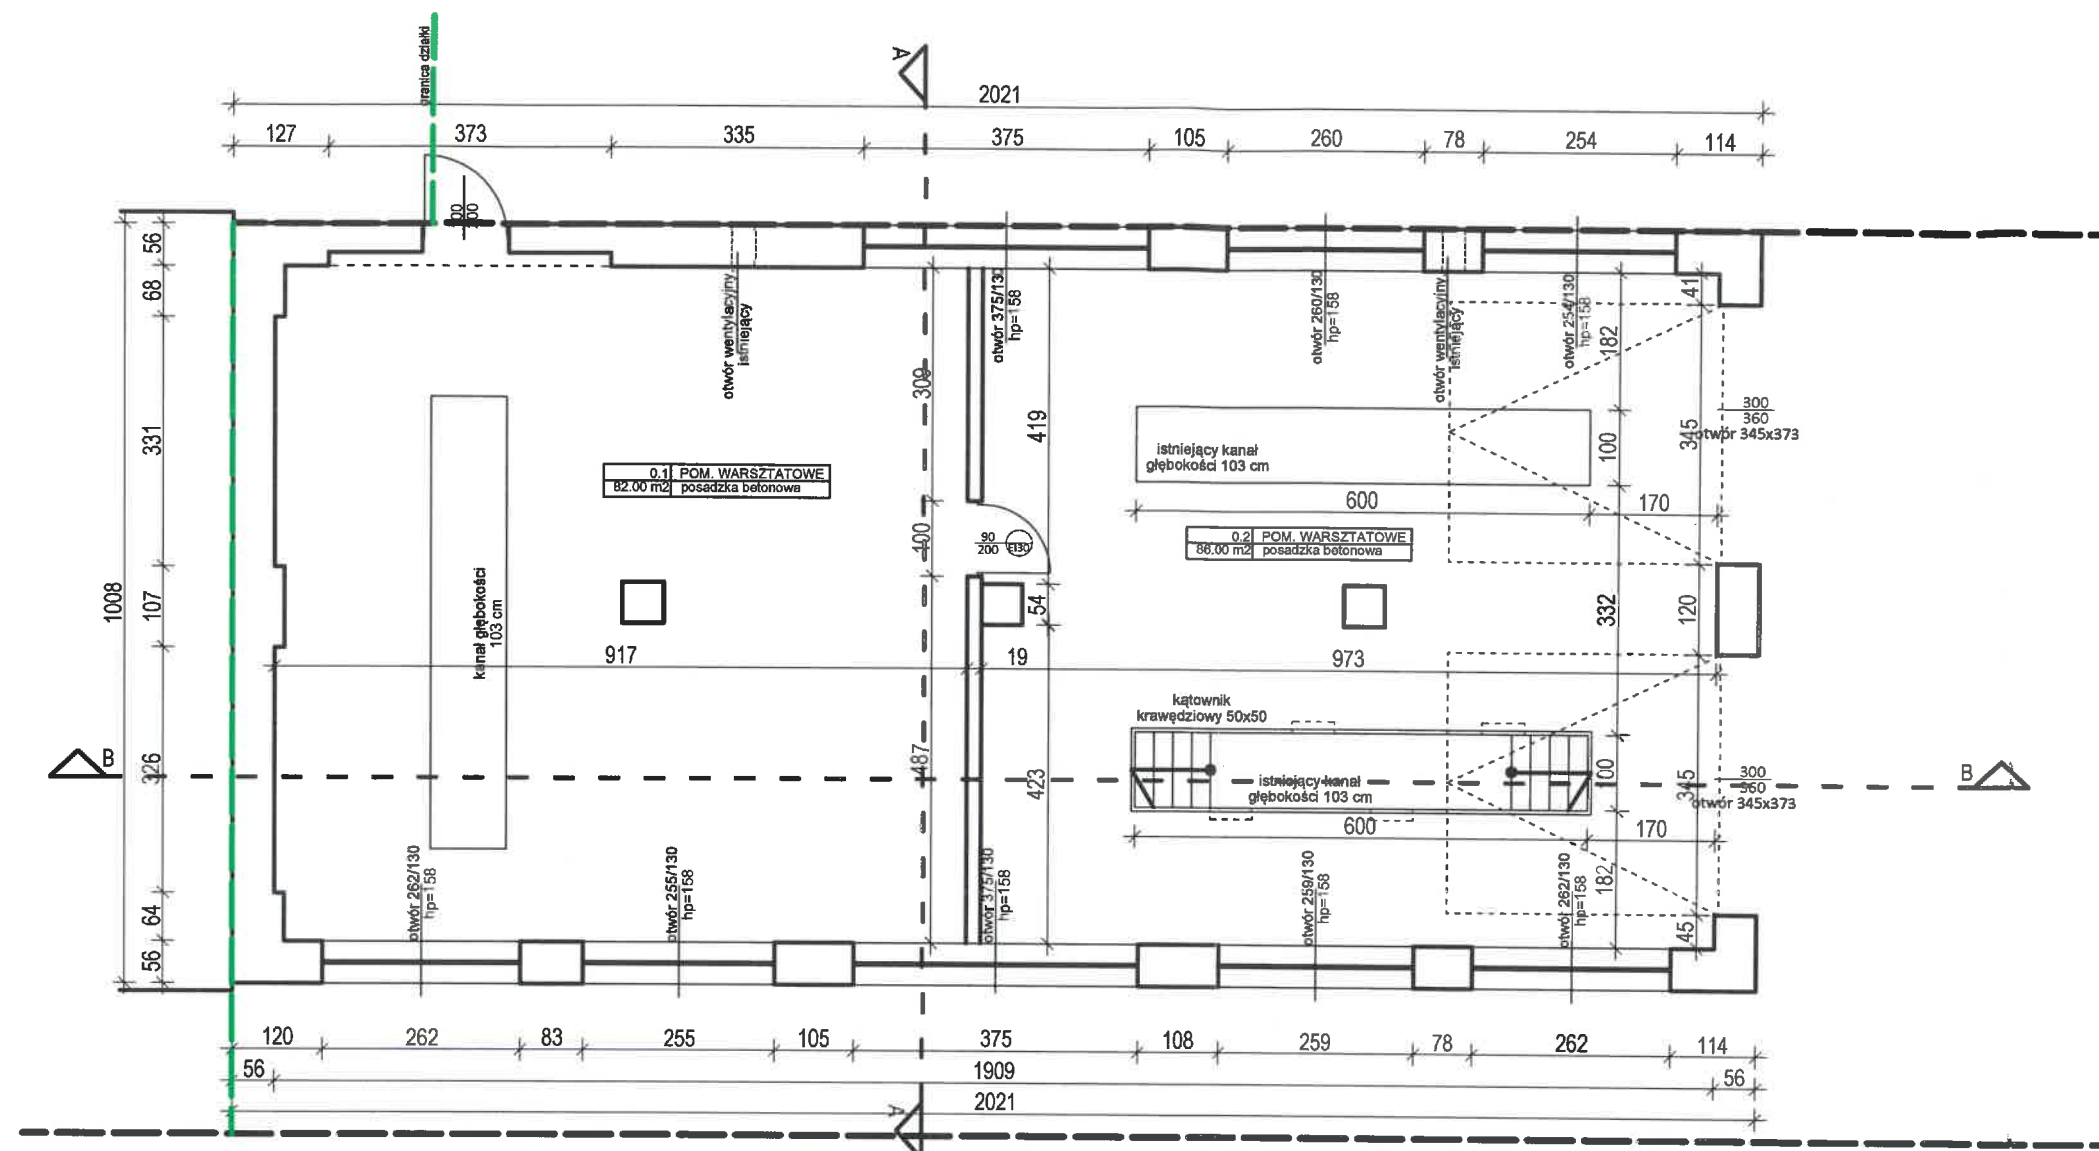 granica działki
A
2021
127 373 335 375 105 260 78 254 114
56
68
331
107
326
64
56
1008
otwór wentylacyjny
istniejący
otwór 375/130
hp=158
otwór 260/130
hp=158
otwór wentylacyjny
istniejący
otwór 254/130
hp=158
41
182
309
419
345
300
360
otwór 345x373
istniejący kanał
głębokości 103 cm
100
0.1 POM. WARSZTATOWE
82.00 m2 posadzka betonowa
600
170
100
90
200
EI30
0.2 POM. WARSZTATOWE
86.00 m2 posadzka betonowa
kanał głębokości
103 cm
54
332
120
917
19
973
kątownik
krawędziowy 50x50
B
487
423
istniejący kanał
głębokości 103 cm
100
345
300
360
otwór 345x373
B
600
170
182
45
otwór 262/130
hp=158
otwór 255/130
hp=158
otwór 375/130
hp=158
otwór 259/130
hp=158
otwór 262/130
hp=158
120 262 83 255 105 375 108 259 78 262 114
56 1909 56
2021
A